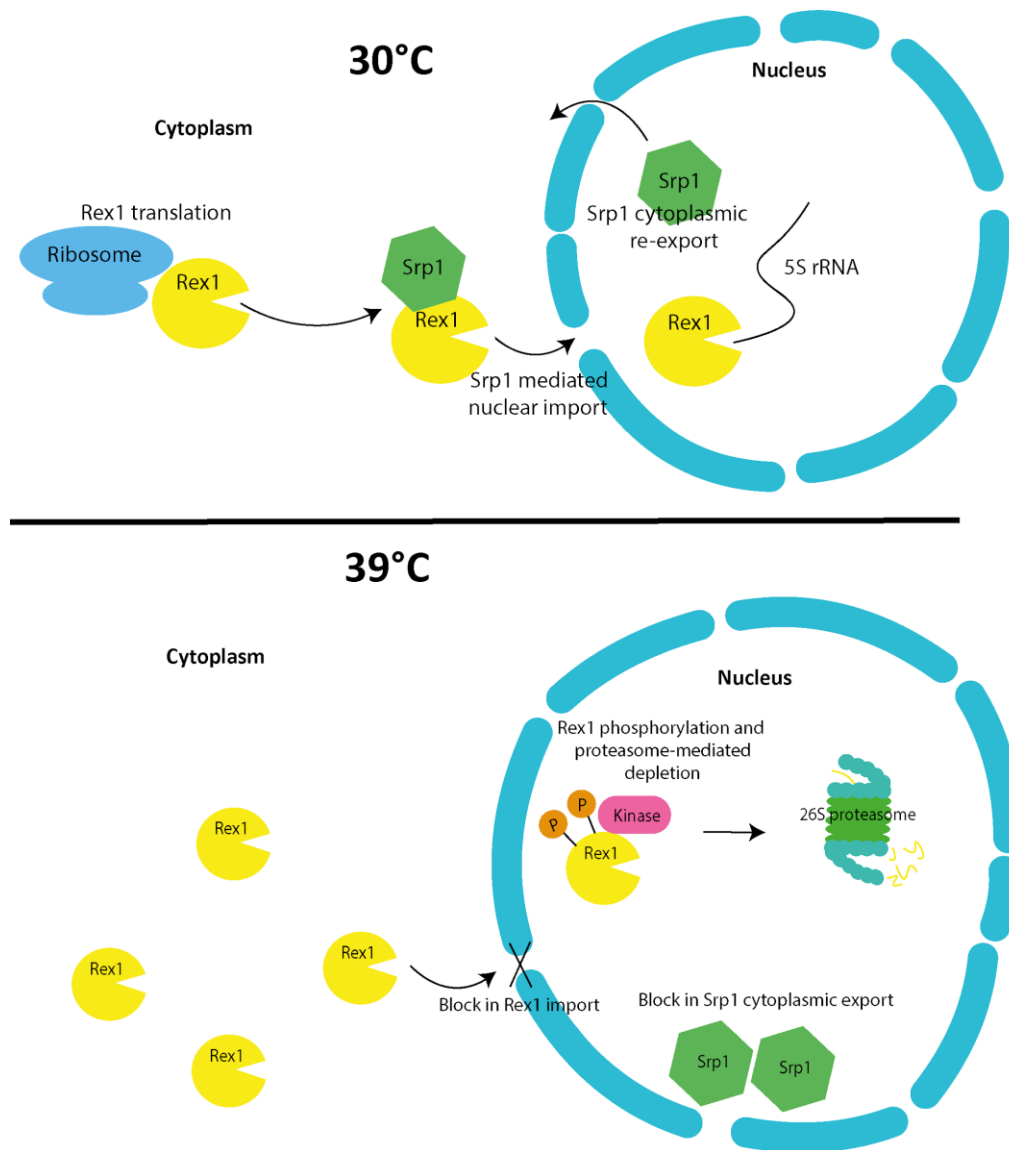 30°C
Nucleus
Cytoplasm
Srp1
Srp1 cytoplasmic
re-export
Rex1 translation
Ribosome
Rex1
Srp1
Rex1
5S rRNA
Rex1
Srp1 mediated
nuclear import
39°C
Cytoplasm
Nucleus
Rex1 phosphorylation and
proteasome-mediated
depletion
P
P
Kinase
Rex1
26S proteasome
Rex1
Rex1
Rex1
Rex1
Block in Rex1 import
Block in Srp1 cytoplasmic export
Srp1
Srp1